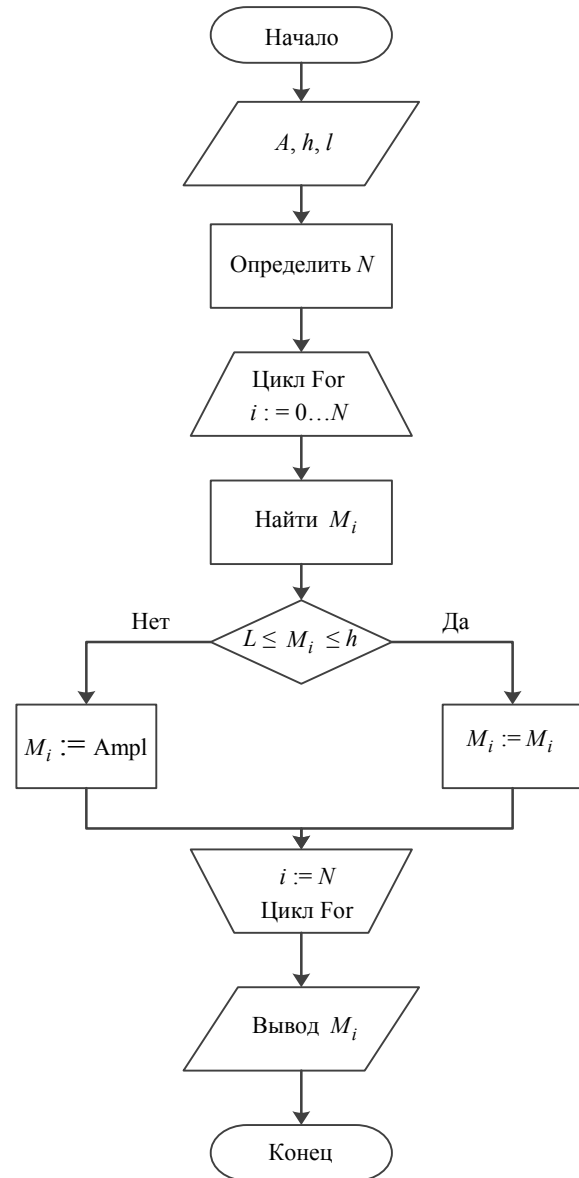 Начало
A, h, l
Определить N
Цикл For
i : = 0…N
Найти M_i
Нет
L ≤ M_i ≤ h
Да
M_i := Ampl
M_i := M_i
i := N
Цикл For
Вывод M_i
Конец